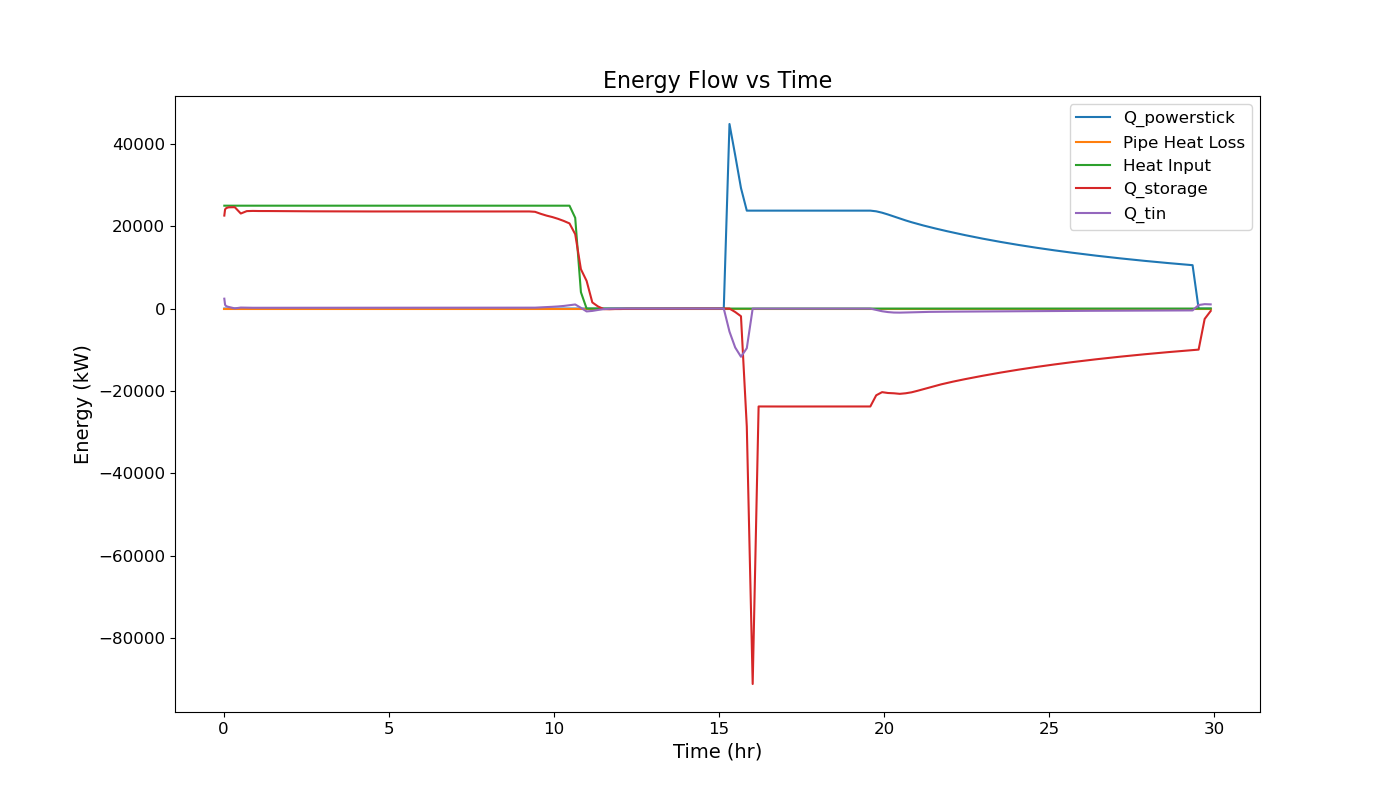 Energy Flow vs Time
Q_powerstick
Pipe Heat Loss
Heat Input
Q_storage
Q_tin
40000
20000
0
−20000
−40000
−60000
−80000
Energy (kW)
0 5 10 15 20 25 30
Time (hr)